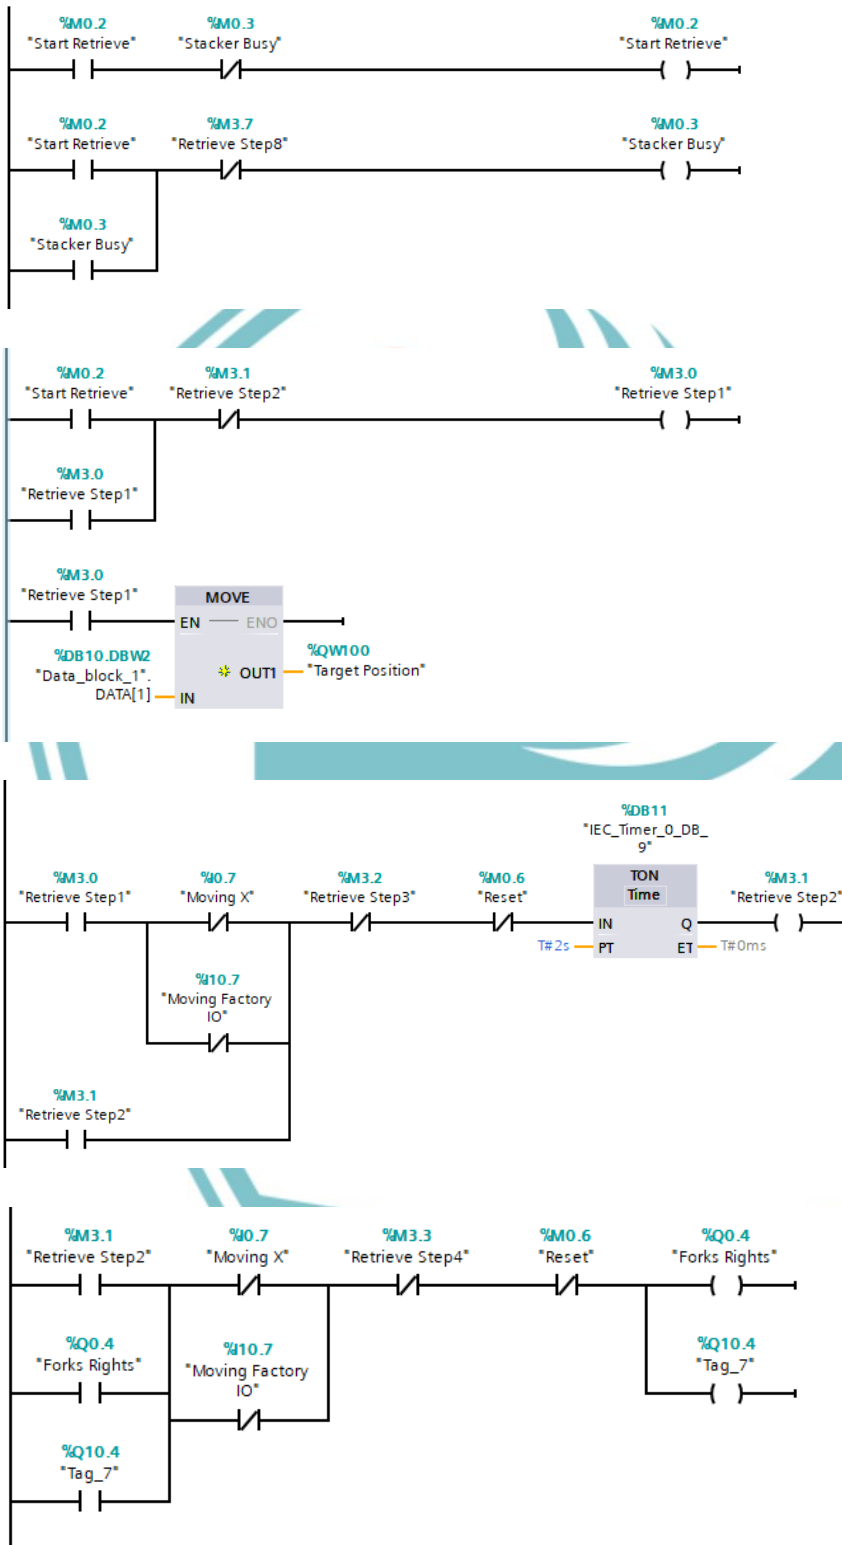 %M0.2 %M0.3 %M0.2
"Start Retrieve" "Stacker Busy" "Start Retrieve"
%M0.2 %M3.7 %M0.3
"Start Retrieve" "Retrieve Step8" "Stacker Busy"
%M0.3
"Stacker Busy"
%M0.2 %M3.1 %M3.0
"Start Retrieve" "Retrieve Step2" "Retrieve Step1"
%M3.0
"Retrieve Step1"
%M3.0
"Retrieve Step1"
MOVE
EN ENO
%DB10.DBW2 %QW100
"Data_block_1". OUT1 "Target Position"
DATA[1] IN
%DB11
"IEC_Timer_0_DB_
9"
%M3.0 %I0.7 %M3.2 %M0.6 TON %M3.1
"Retrieve Step1" "Moving X" "Retrieve Step3" "Reset" Time "Retrieve Step2"
IN Q
T#2s PT ET T#0ms
%I10.7
"Moving Factory
IO"
%M3.1
"Retrieve Step2"
%M3.1 %I0.7 %M3.3 %M0.6 %Q0.4
"Retrieve Step2" "Moving X" "Retrieve Step4" "Reset" "Forks Rights"
%Q0.4 %I10.7 %Q10.4
"Forks Rights" "Moving Factory "Tag_7"
IO"
%Q10.4
"Tag_7"